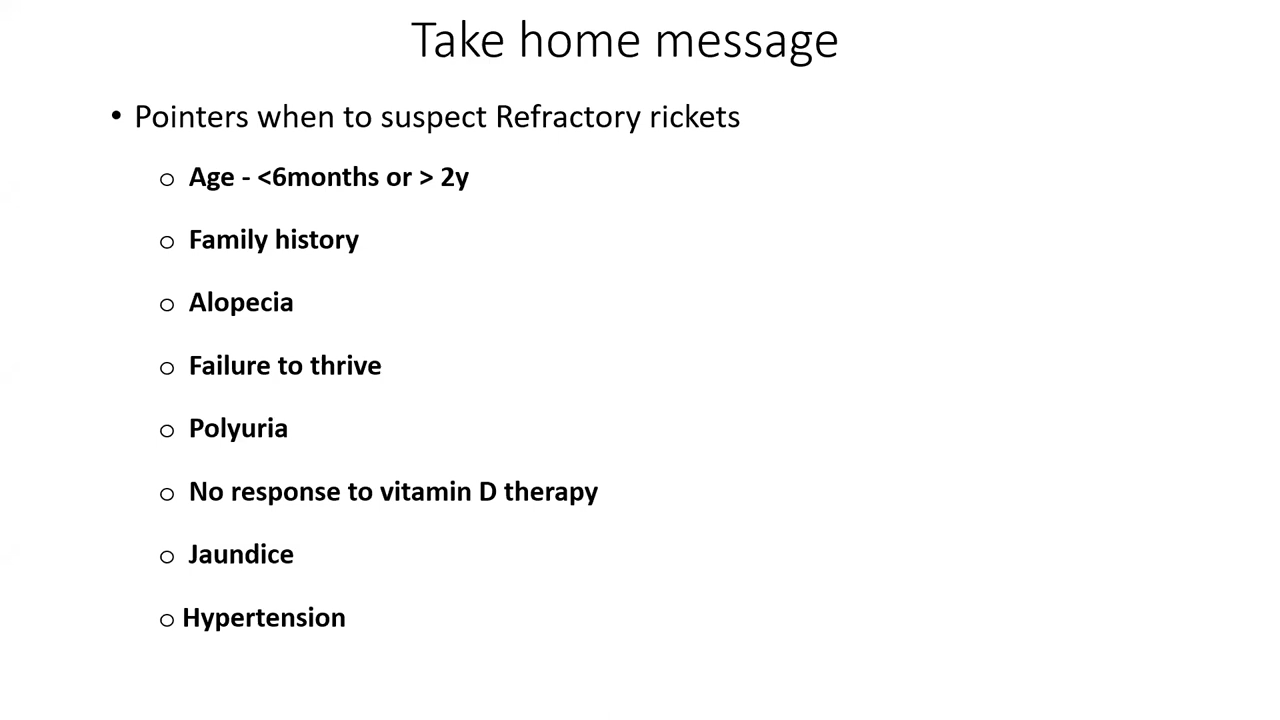 Take home message
• Pointers when to suspect Refractory rickets
o Age - <6months or > 2y
o Family history
o Alopecia
o Failure to thrive
o Polyuria
o No response to vitamin D therapy
o Jaundice
o Hypertension